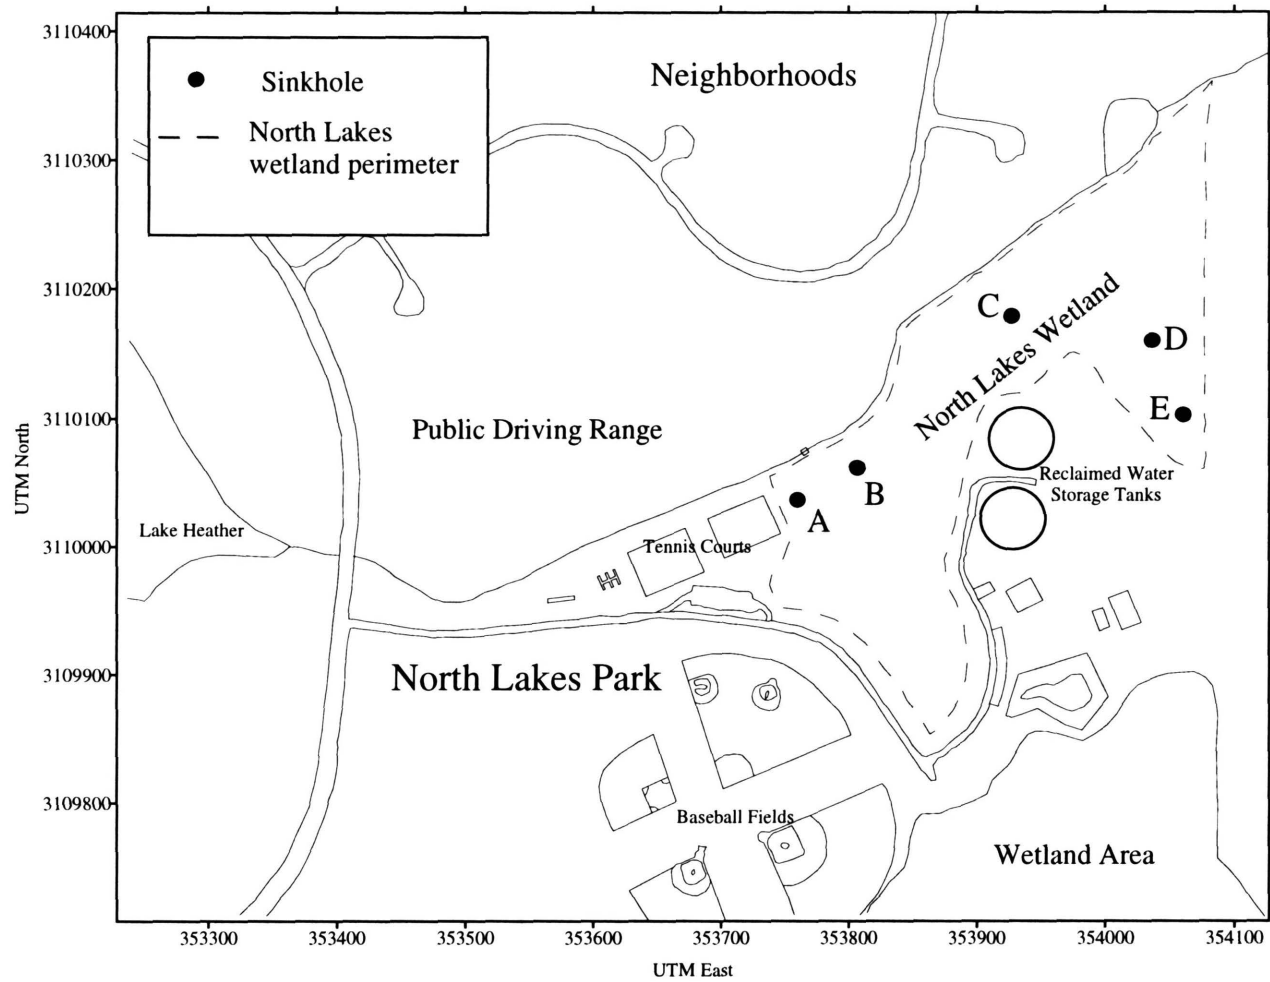 3110400
3110300
3110200
3110100
3110000
3109900
3109800
UTM North
Sinkhole
North Lakes
wetland perimeter
Neighborhoods
C
North Lakes Wetland
D
E
Public Driving Range
B
A
Reclaimed Water
Storage Tanks
Lake Heather
Tennis Courts
North Lakes Park
Baseball Fields
Wetland Area
353300
353400
353500
353600
353700
353800
353900
354000
354100
UTM East